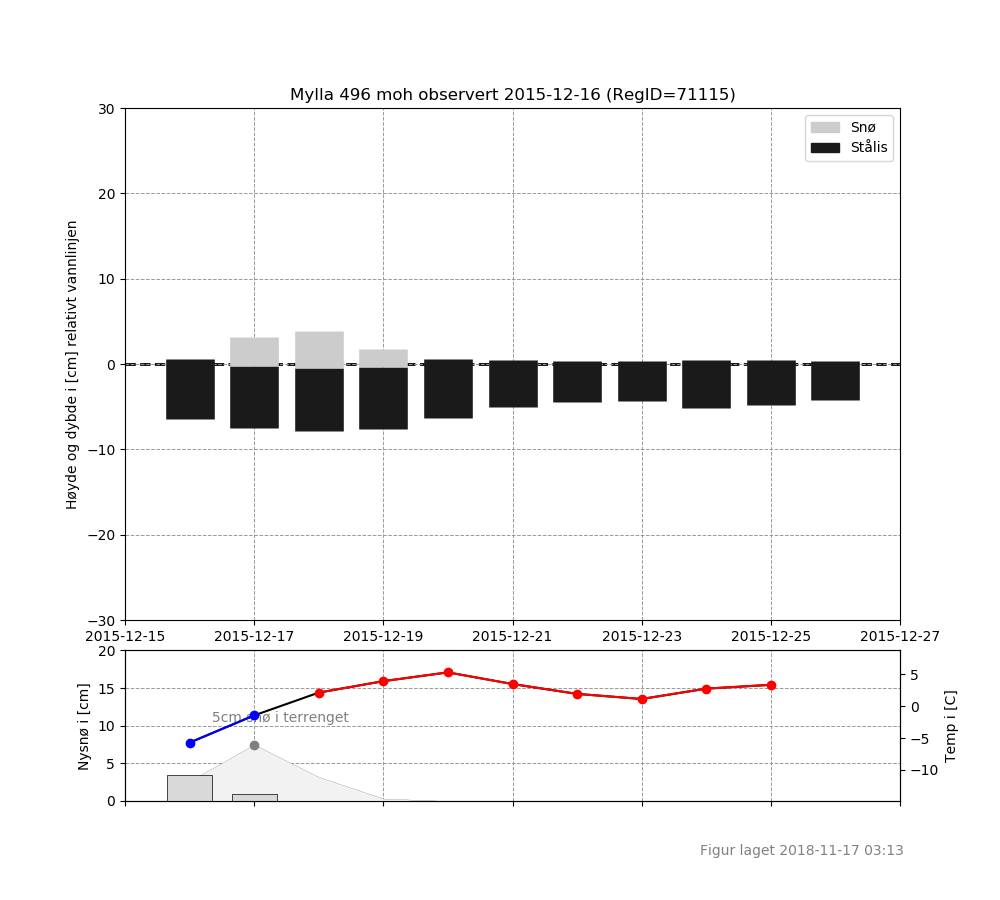 Mylla 496 moh observert 2015-12-16 (RegID=71115)
Snø
Stålis
Høyde og dybde i [cm] relativt vannlinjen
30
20
10
0
−10
−20
−30
2015-12-15 2015-12-17 2015-12-19 2015-12-21 2015-12-23 2015-12-25 2015-12-27
Nysnø i [cm]
20
15
10
5
0
5cm snø i terrenget
5
0
−5
−10
Temp i [C]
Figur laget 2018-11-17 03:13